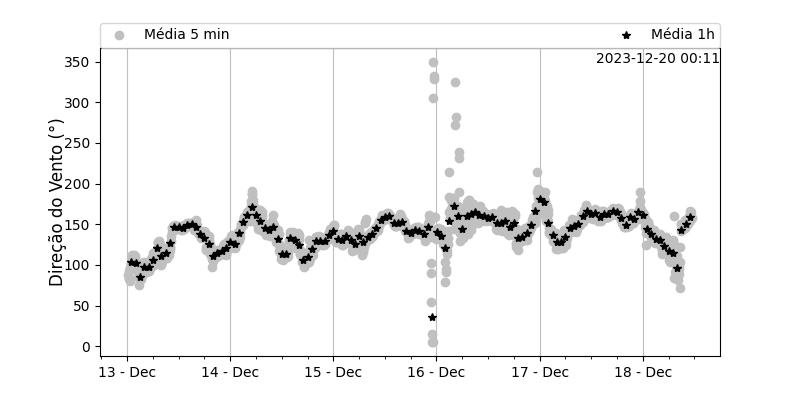 Média 5 min
Média 1h
2023-12-20 00:11
Direção do Vento (°)
350
300
250
200
150
100
50
0
13 - Dec
14 - Dec
15 - Dec
16 - Dec
17 - Dec
18 - Dec